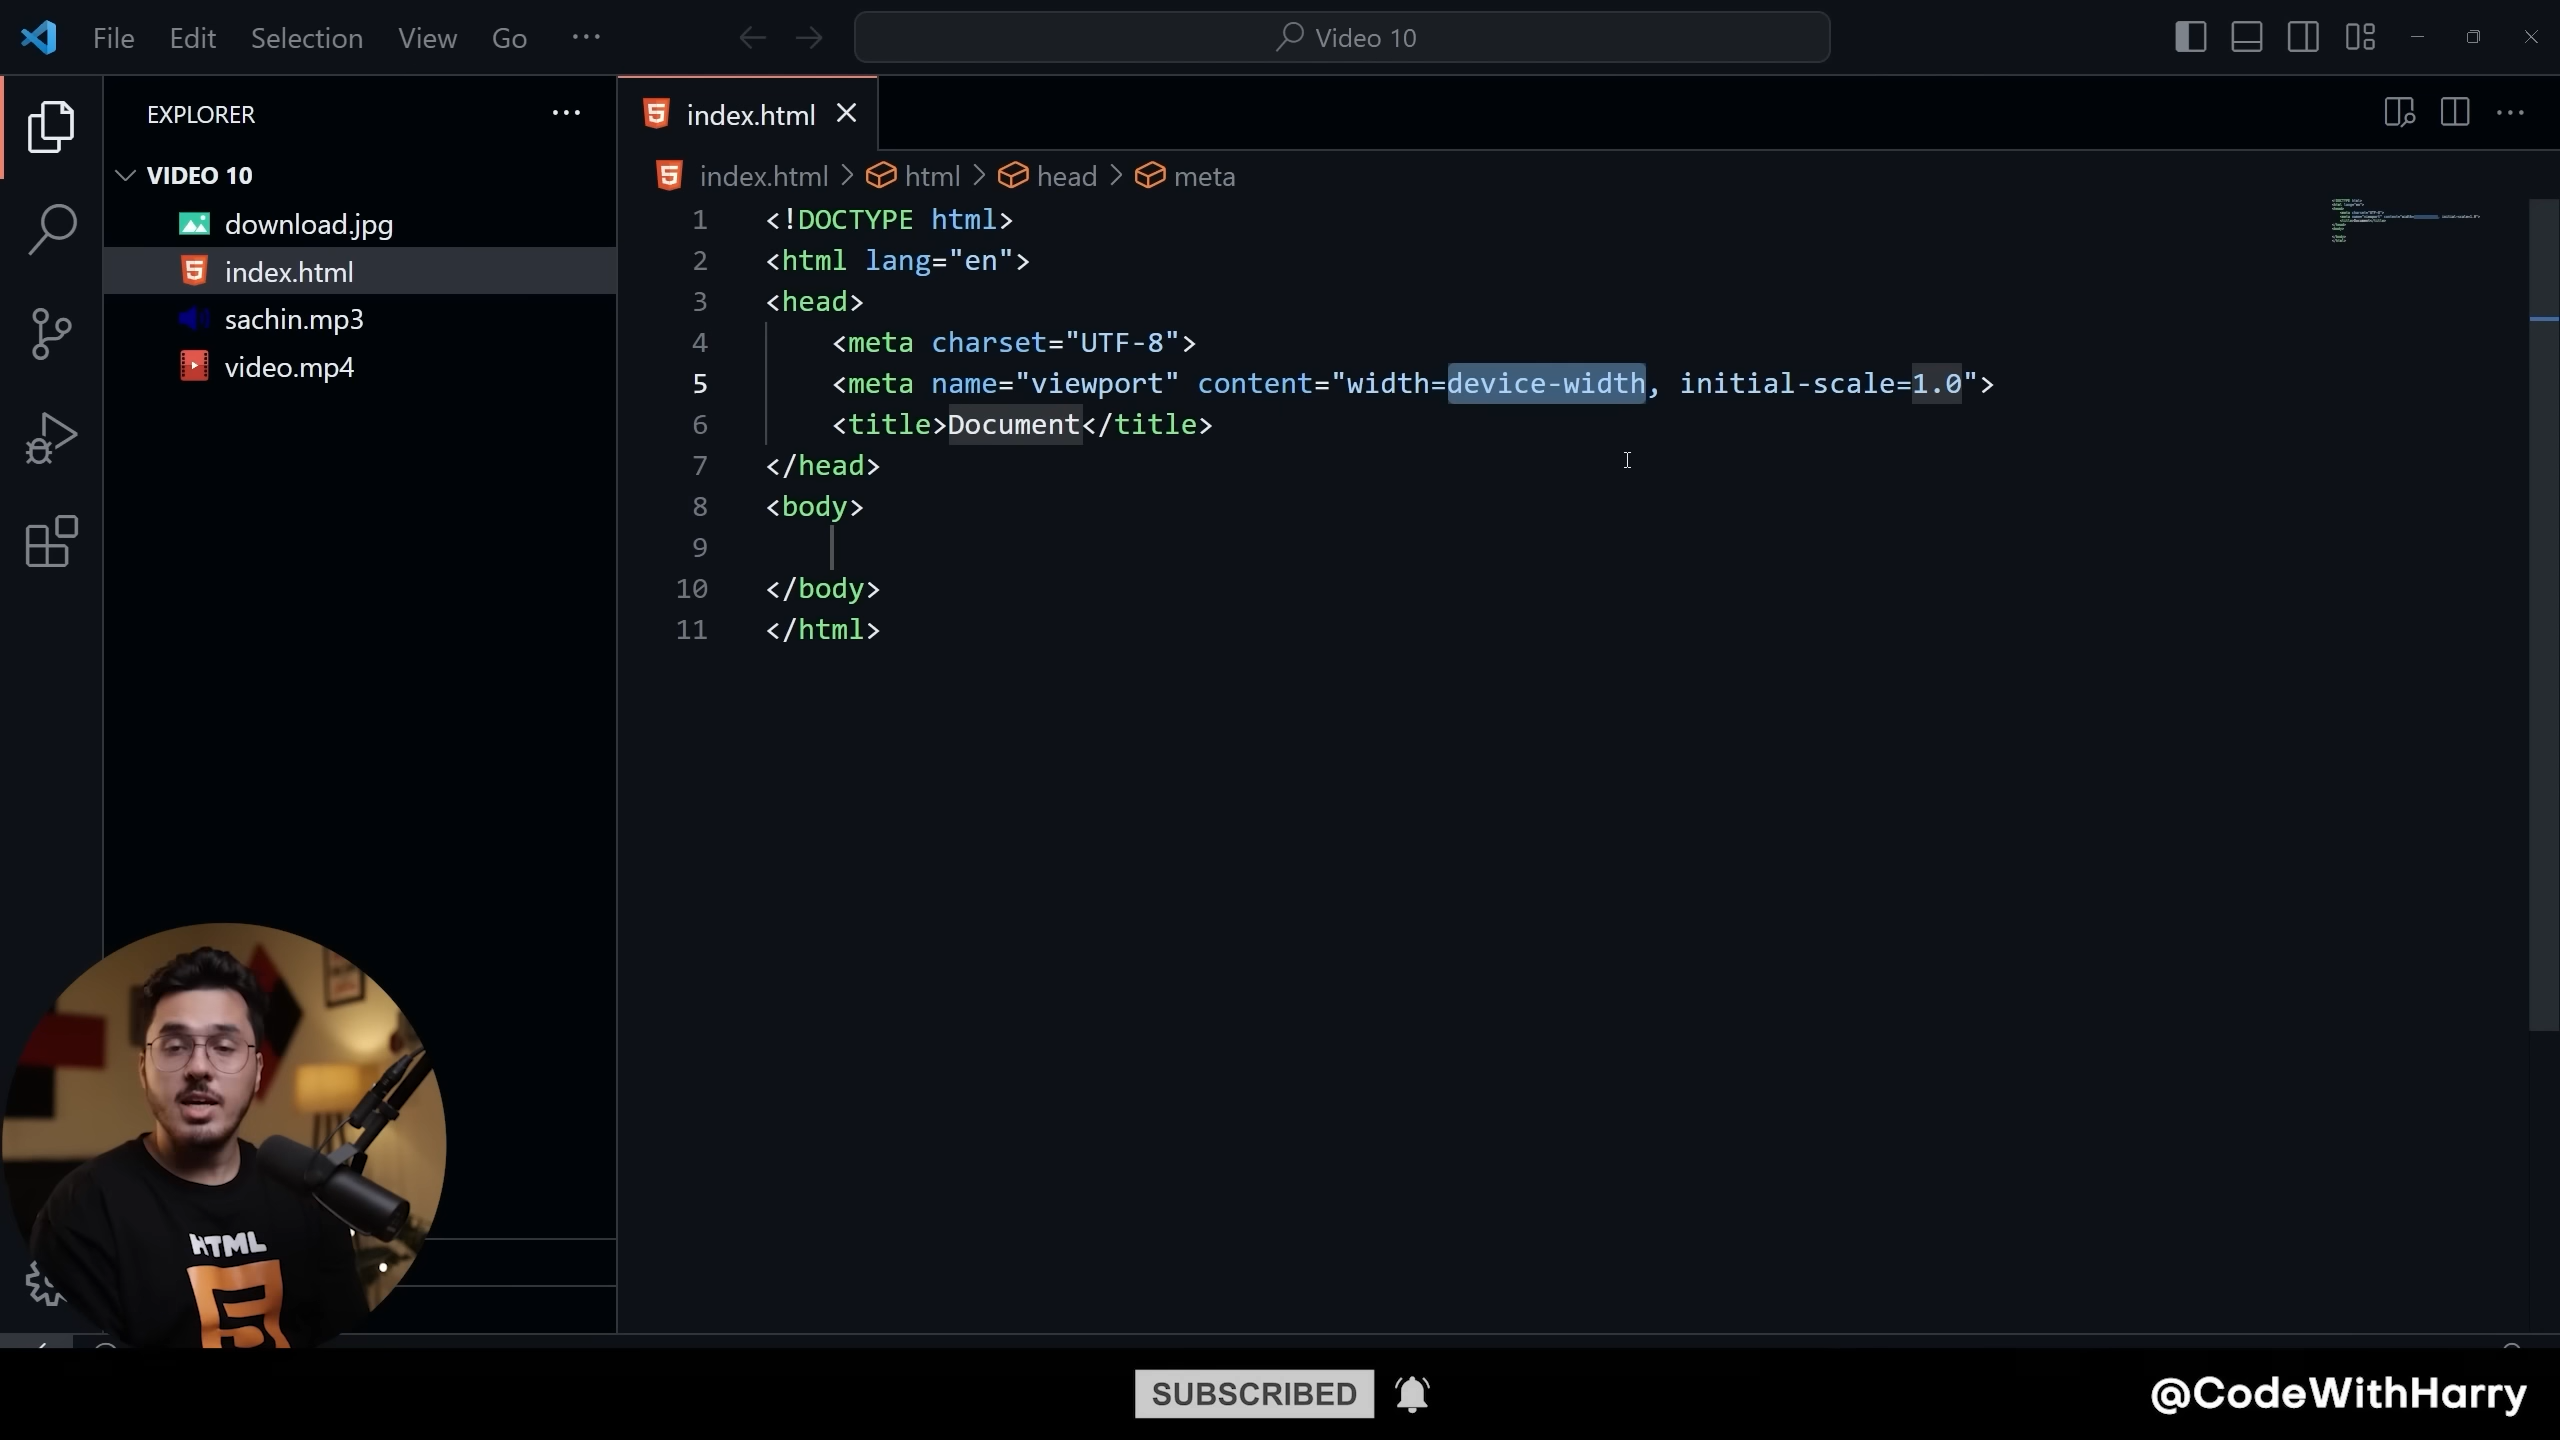 File Edit Selection View Go ... Video 10
EXPLORER ...
VIDEO 10
download.jpg
index.html
sachin.mp3
video.mp4
index.html
index.html > html > head > meta
1 <!DOCTYPE html>
2 <html lang="en">
3 <head>
4 <meta charset="UTF-8">
5 <meta name="viewport" content="width=device-width, initial-scale=1.0">
6 <title>Document</title>
7 </head>
8 <body>
9
10 </body>
11 </html>
HTML
5
SUBSCRIBED
@CodeWithHarry